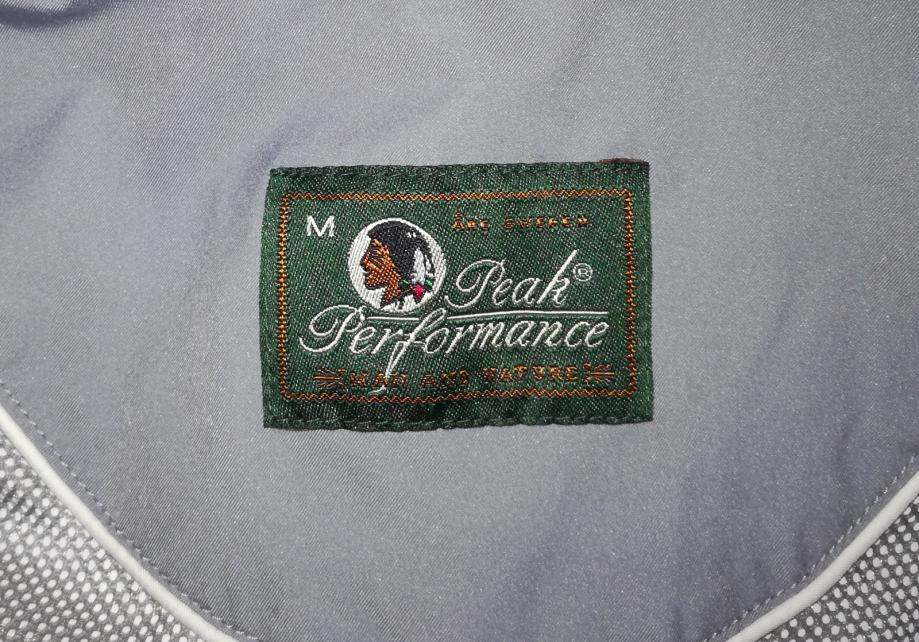 M
Åre Sweden
Peak®
Performance
MAN AND NATURE